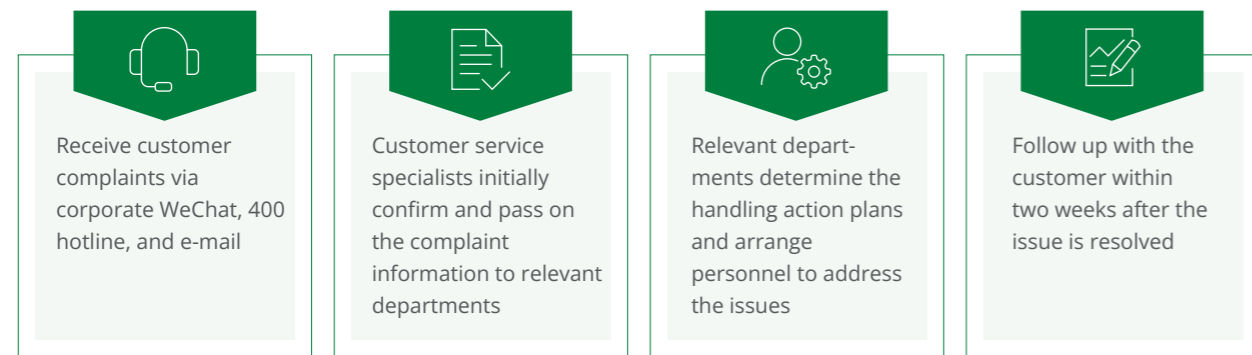 Receive customer
complaints via
corporate WeChat, 400
hotline, and e-mail
Customer service
specialists initially
confirm and pass on
the complaint
information to relevant
departments
Relevant depart-
ments determine the
handling action plans
and arrange
personnel to address
the issues
Follow up with the
customer within
two weeks after the
issue is resolved